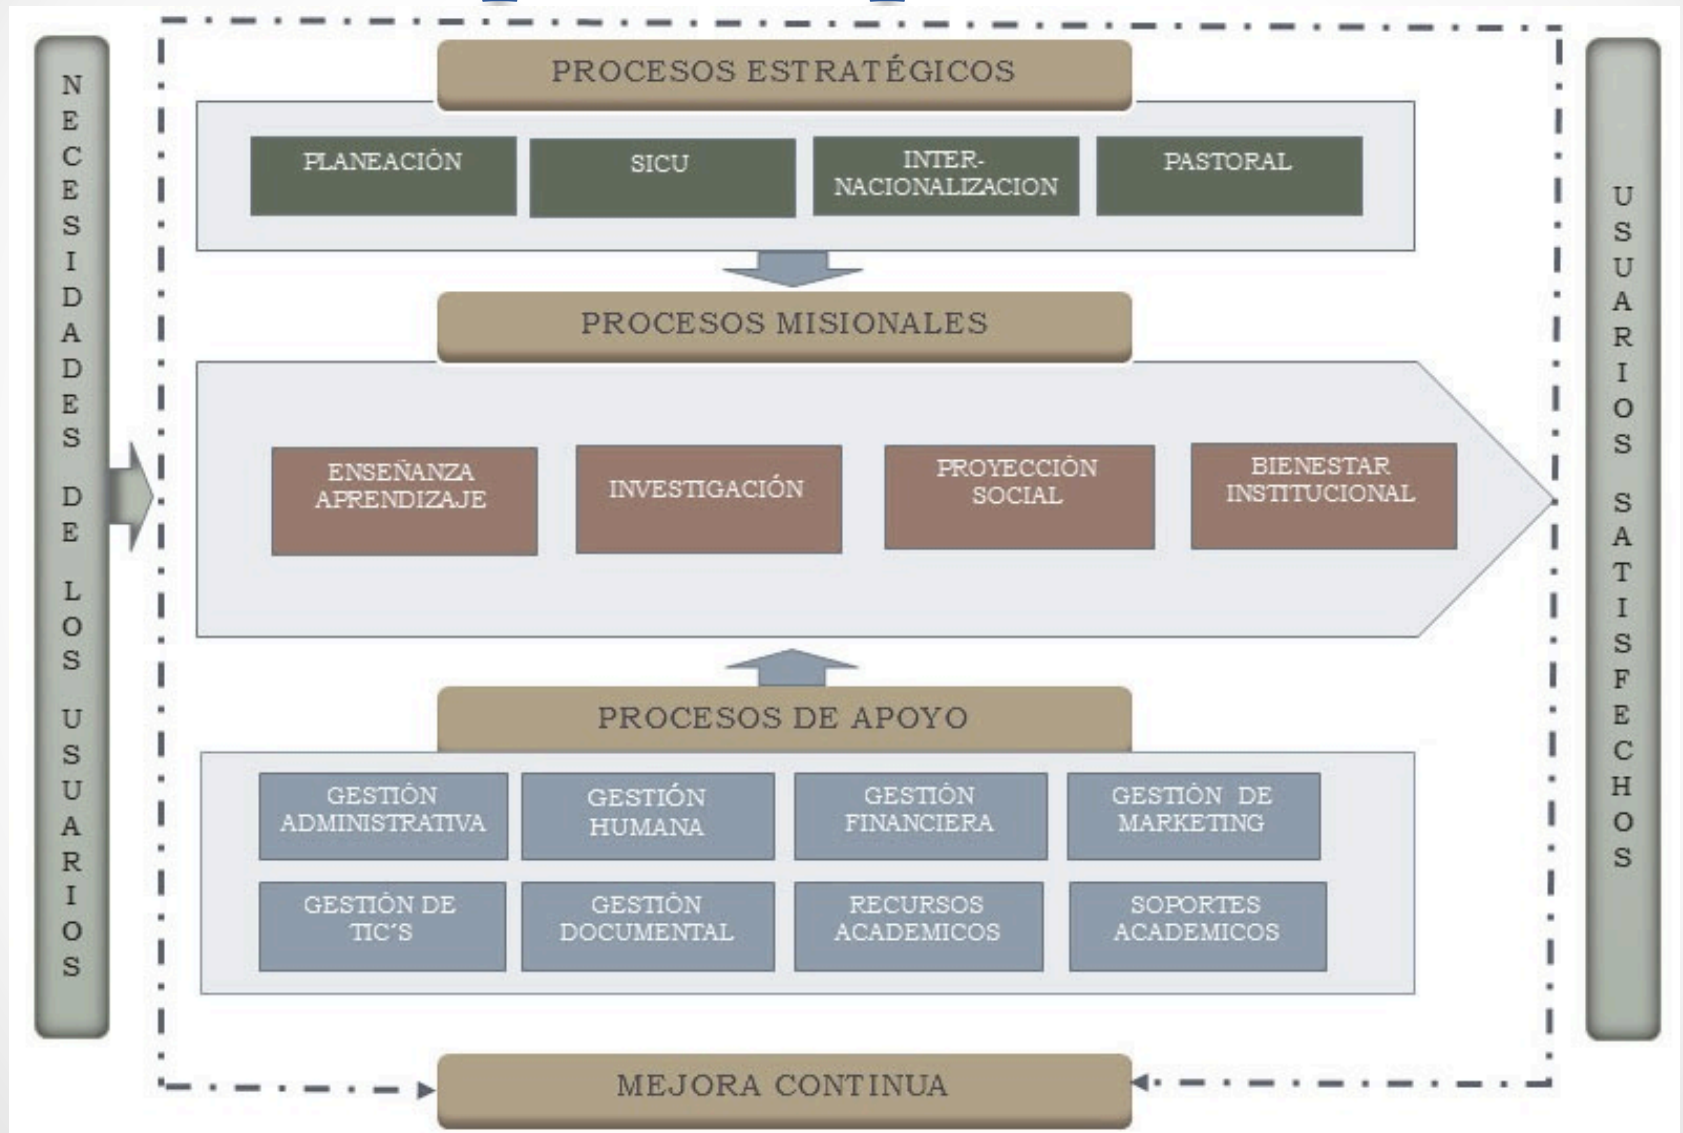 NECESIDADES DE LOS USUARIOS
PROCESOS ESTRATÉGICOS
PLANEACIÓN
SICU
INTER-
NACIONALIZACION
PASTORAL
PROCESOS MISIONALES
ENSEÑANZA
APRENDIZAJE
INVESTIGACIÓN
PROYECCIÓN
SOCIAL
BIENESTAR
INSTITUCIONAL
PROCESOS DE APOYO
GESTIÓN
ADMINISTRATIVA
GESTIÓN
HUMANA
GESTIÓN
FINANCIERA
GESTIÓN DE
MARKETING
GESTIÓN DE
TIC´S
GESTIÓN
DOCUMENTAL
RECURSOS
ACADEMICOS
SOPORTES
ACADEMICOS
MEJORA CONTINUA
USUARIOS SATISFECHOS